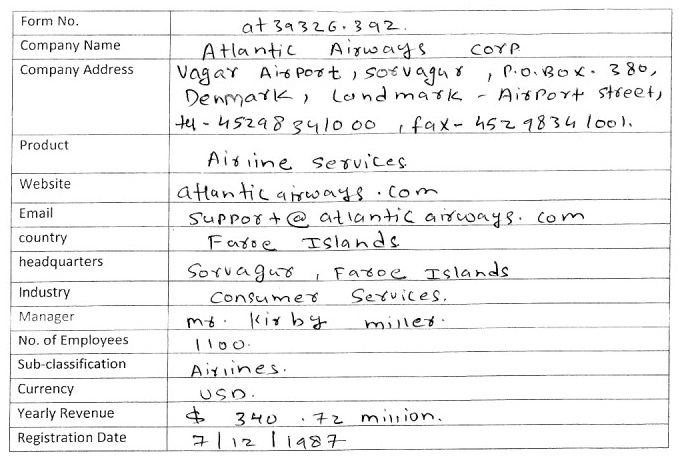 Form No. at39326.392.
Company Name Atlantic Airways corp
Company Address Vagar Airport, sorvagur, P.O.Box. 380,
Denmark, Landmark - Airport street,
tel - 45298341000, fax - 45298341001.
Product Airline services
Website atlanticairways.com
Email support@atlanticairways.com
country Faroe Islands
headquarters Sorvagur, Faroe Islands
Industry Consumer Services.
Manager mr. Kirby miller.
No. of Employees 1100.
Sub-classification Airlines.
Currency USD.
Yearly Revenue $ 340.72 million.
Registration Date 7/12/1987